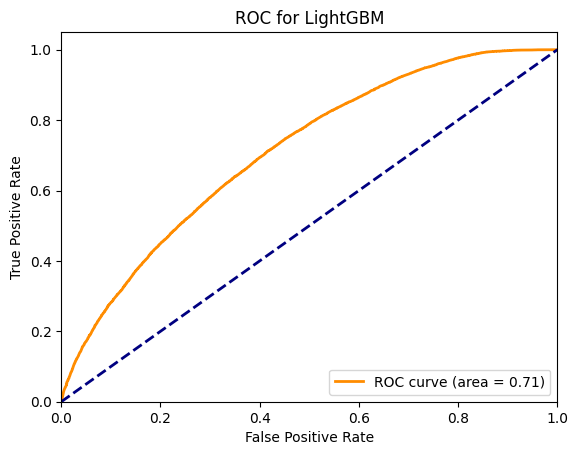 ROC for LightGBM
True Positive Rate
1.0
0.8
0.6
0.4
0.2
0.0
ROC curve (area = 0.71)
0.0 0.2 0.4 0.6 0.8 1.0
False Positive Rate